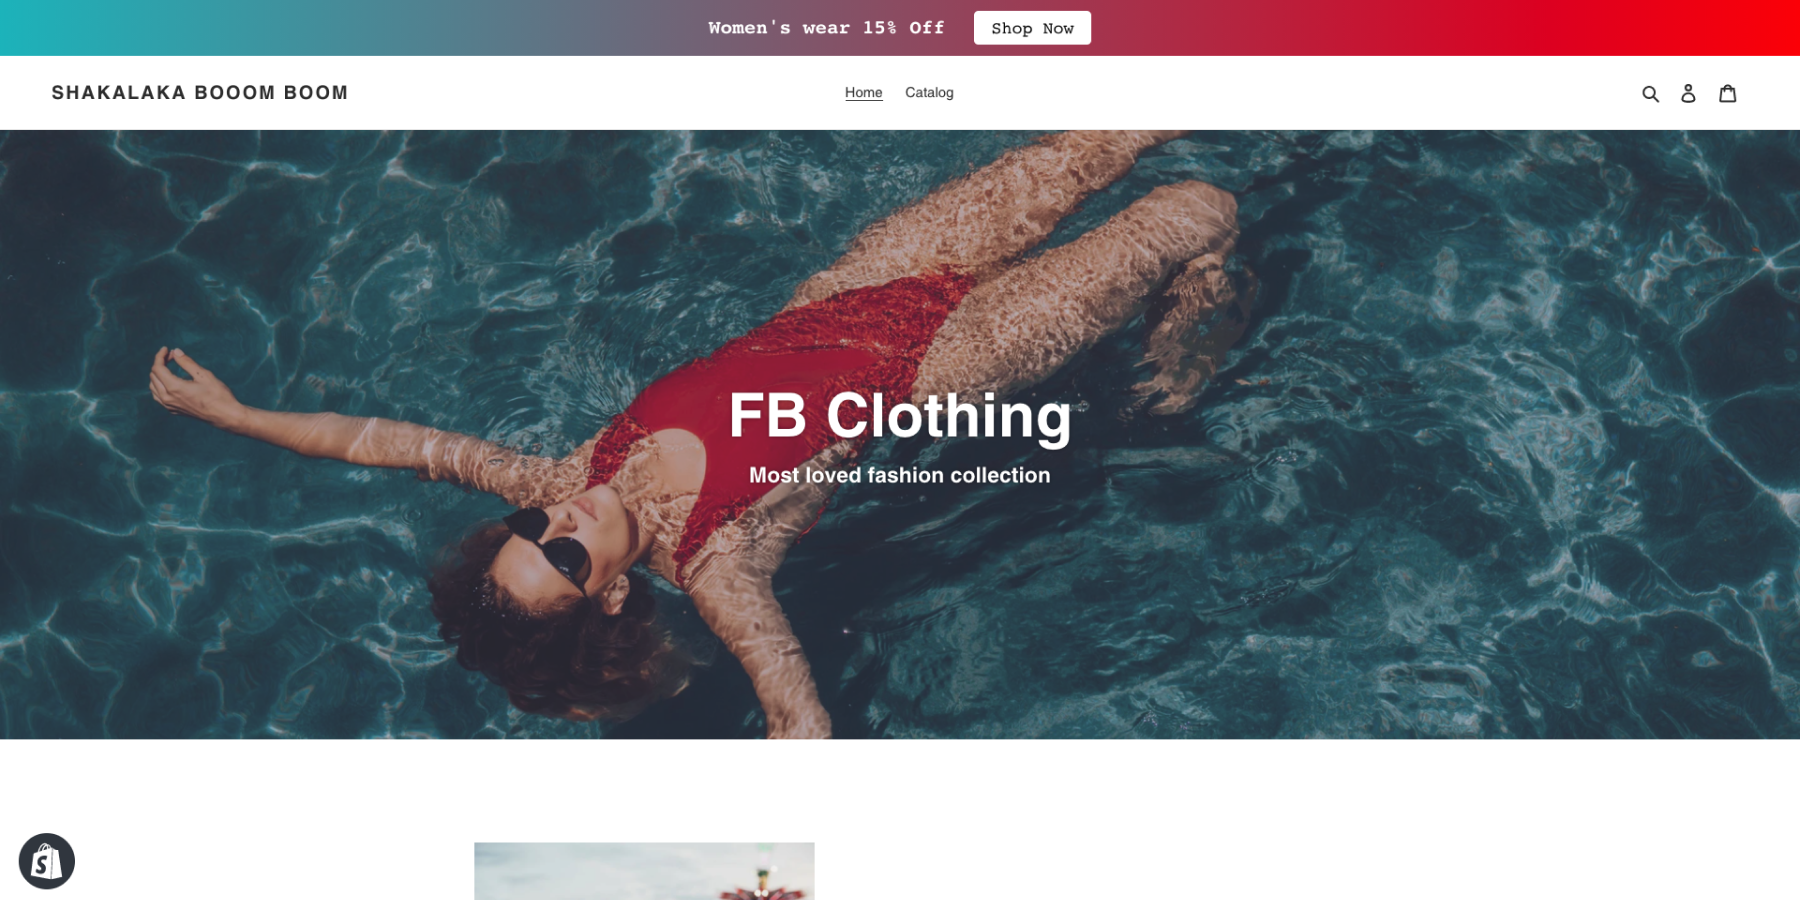 Women's wear 15% Off Shop Now
SHAKALAKA BOOOM BOOM Home Catalog
FB Clothing
Most loved fashion collection
S